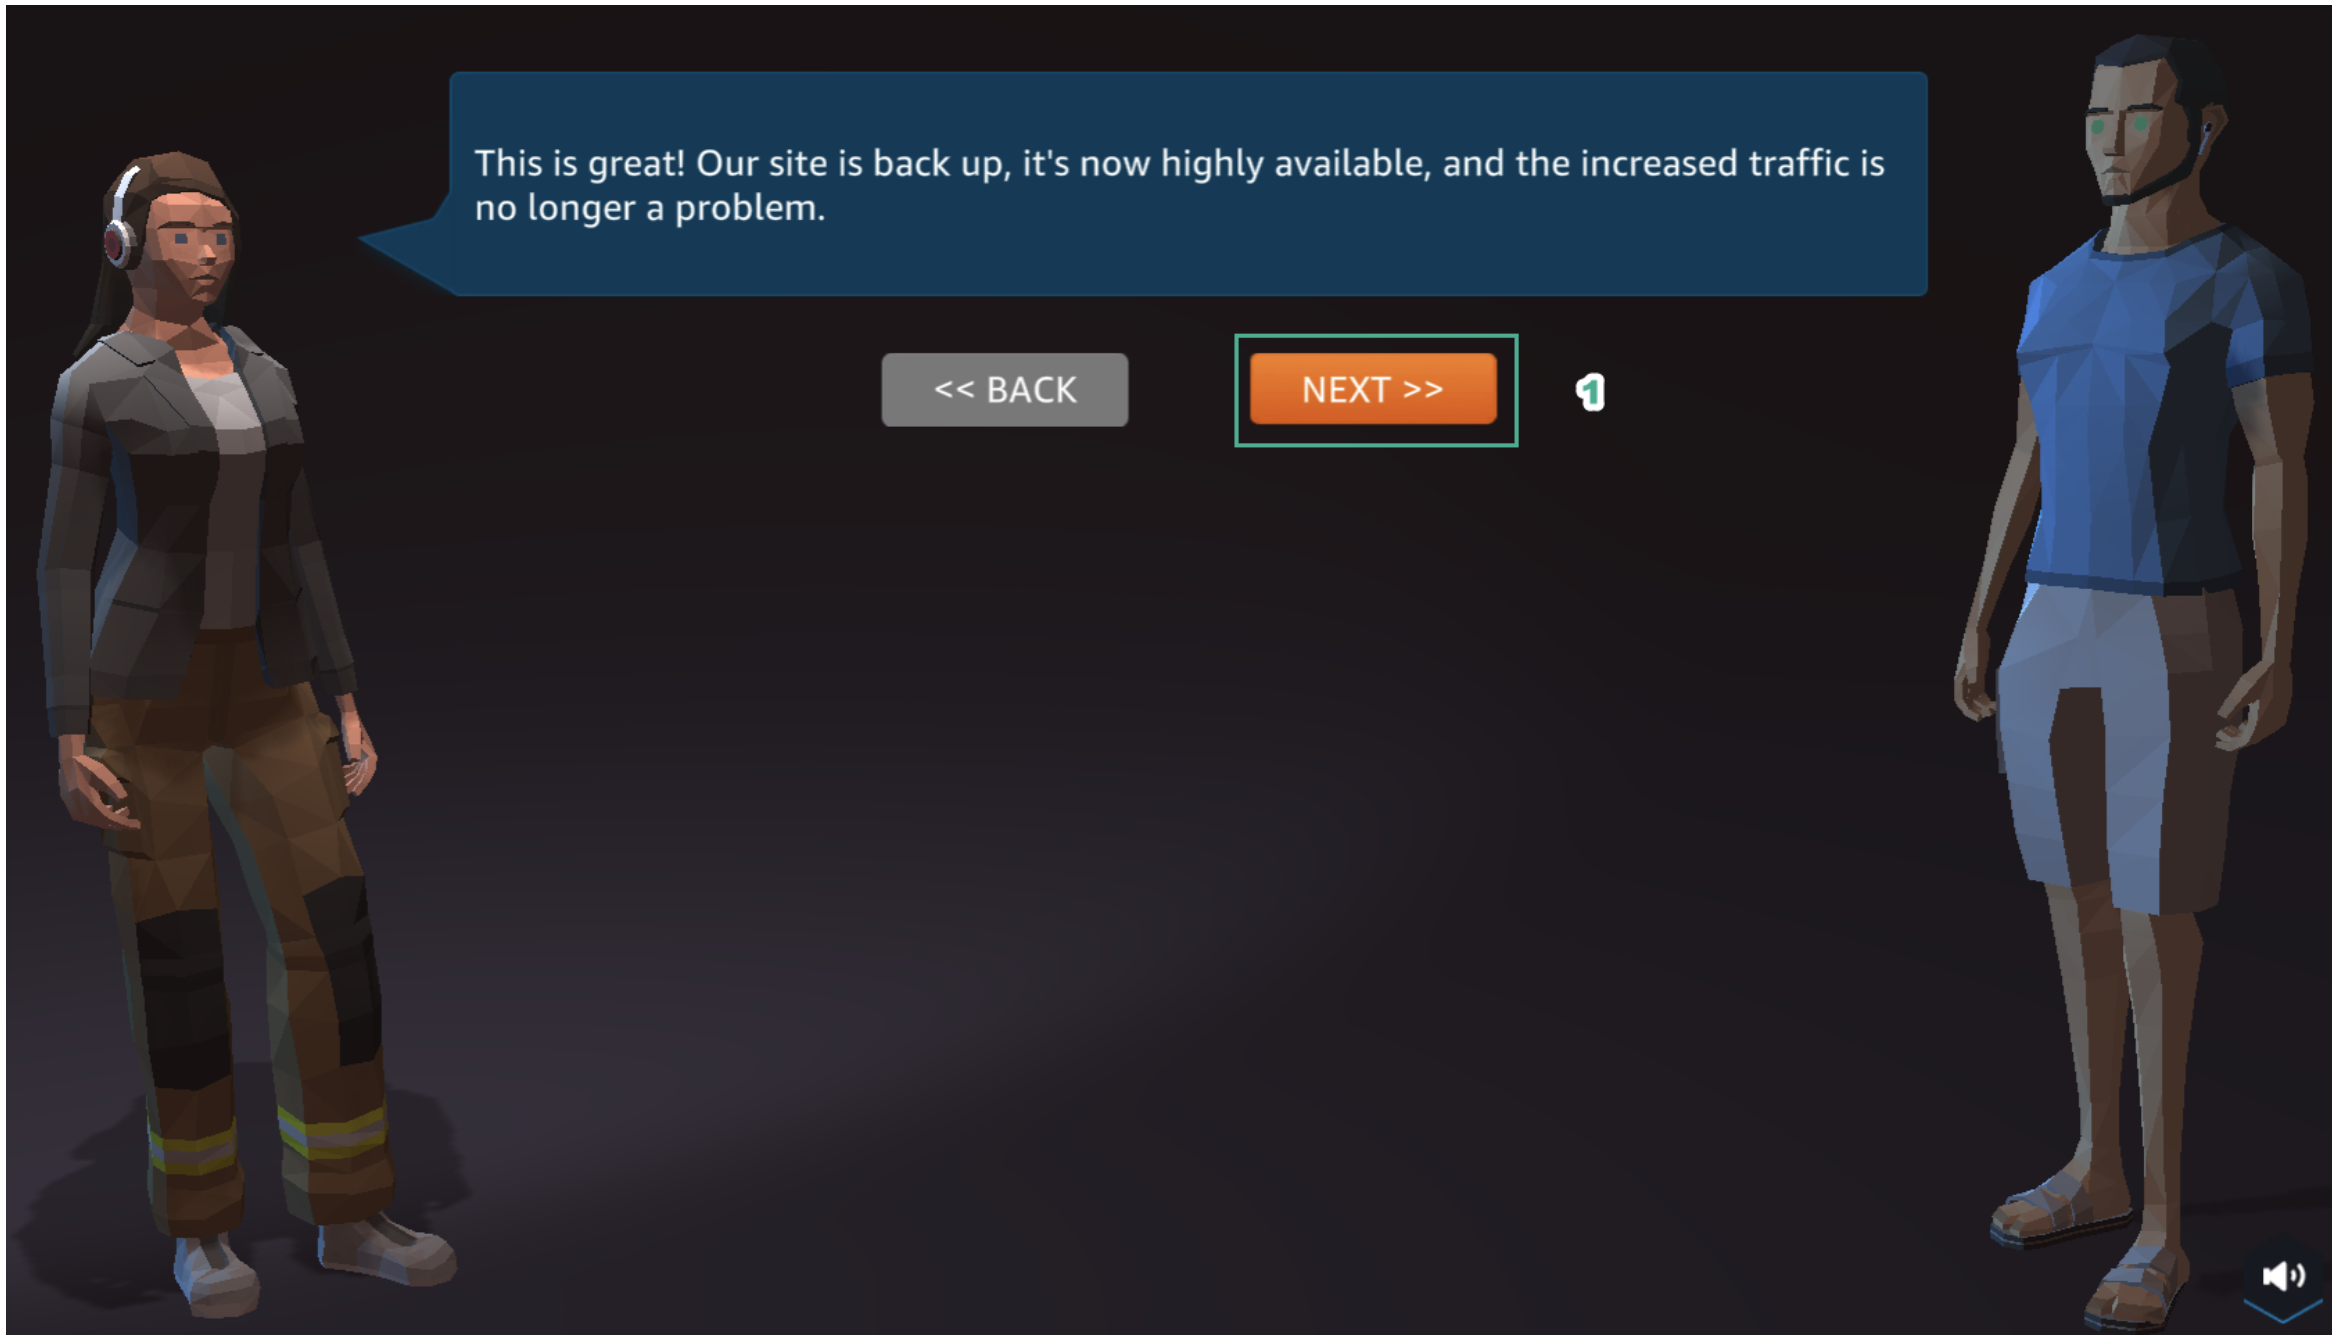 This is great! Our site is back up, it's now highly available, and the increased traffic is
no longer a problem.
<< BACK
NEXT >>
1